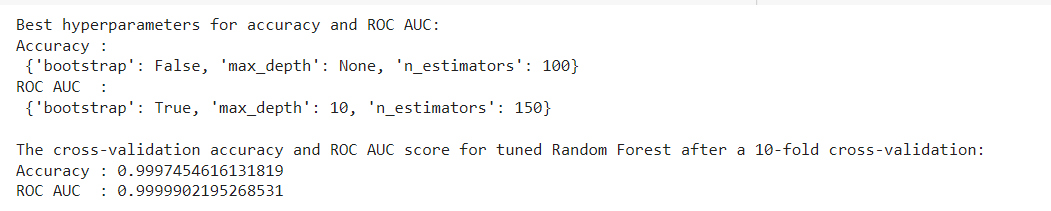 Best hyperparameters for accuracy and ROC AUC:
Accuracy :
{'bootstrap': False, 'max_depth': None, 'n_estimators': 100}
ROC AUC  :
{'bootstrap': True, 'max_depth': 10, 'n_estimators': 150}
The cross-validation accuracy and ROC AUC score for tuned Random Forest after a 10-fold cross-validation:
Accuracy : 0.9997454616131819
ROC AUC  : 0.9999902195268531